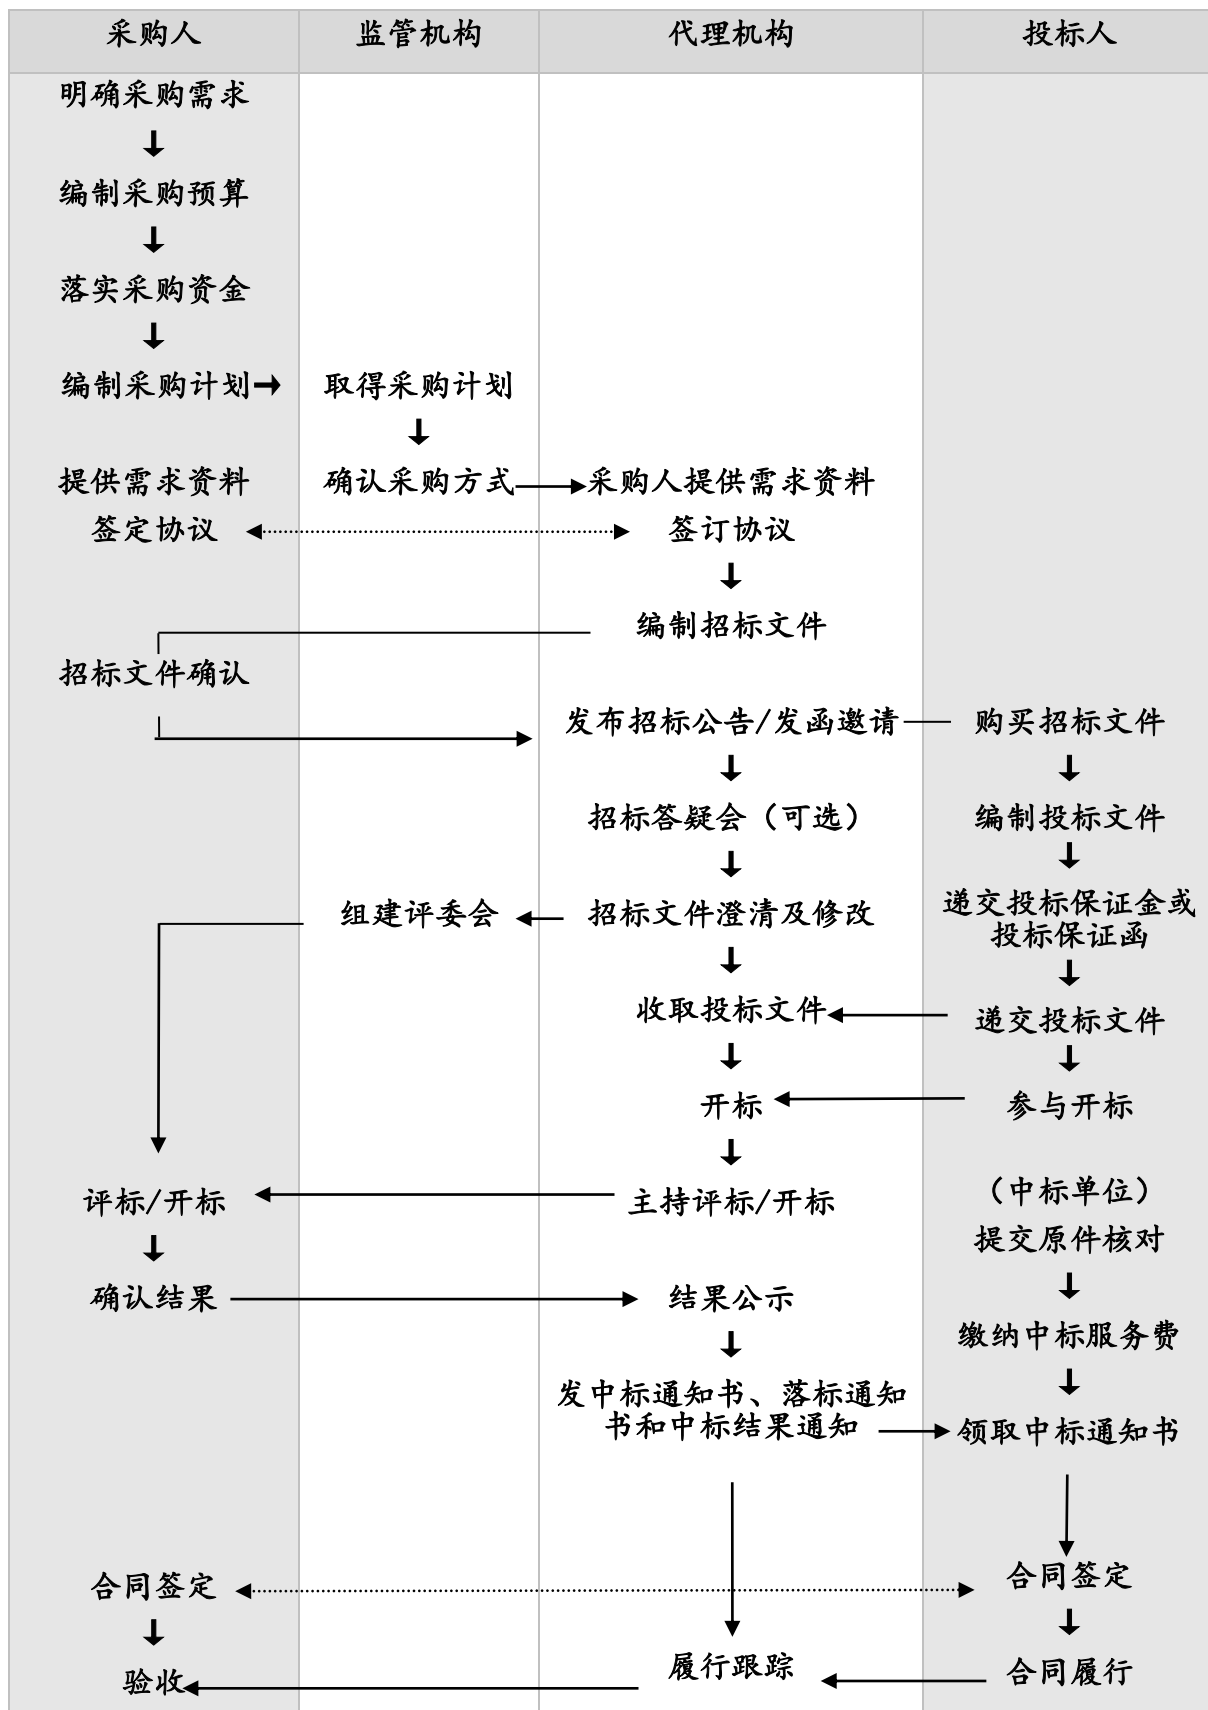 采购人 监管机构 代理机构 投标人
明确采购需求
编制采购预算
落实采购资金
编制采购计划 取得采购计划
提供需求资料 确认采购方式 采购人提供需求资料
签定协议 签订协议
编制招标文件
招标文件确认
发布招标公告/发函邀请 购买招标文件
招标答疑会（可选） 编制投标文件
组建评委会 招标文件澄清及修改 递交投标保证金或
投标保证函
收取投标文件 递交投标文件
开标 参与开标
评标/开标 主持评标/开标 （中标单位）
提交原件核对
确认结果 结果公示
缴纳中标服务费
发中标通知书、落标通知
书和中标结果通知 领取中标通知书
合同签定 合同签定
验收 履行跟踪 合同履行